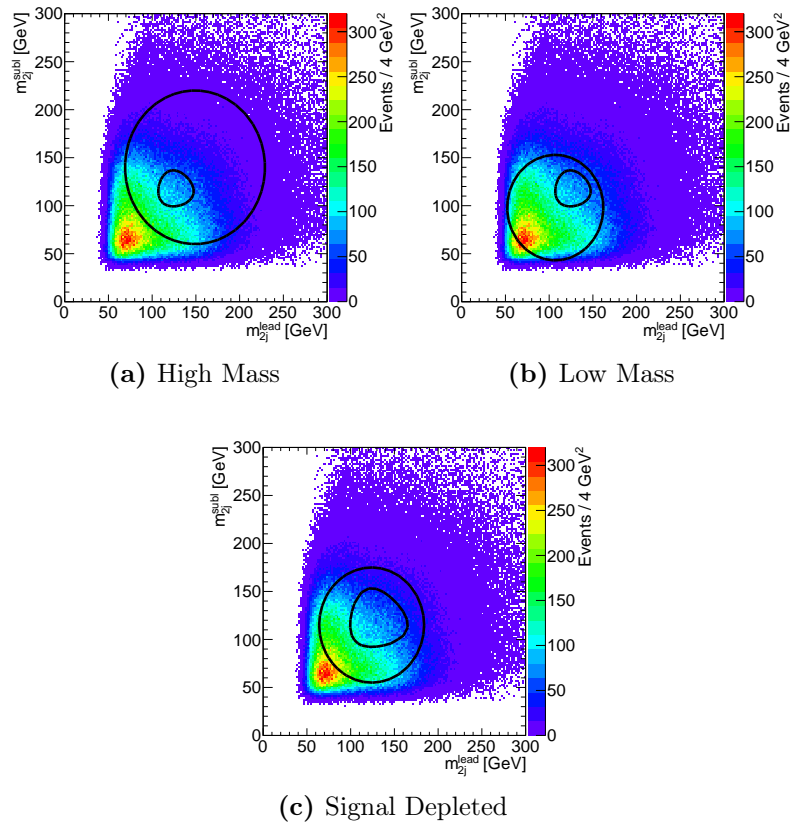 m_{2j}^{subl} [GeV]
300
250
200
150
100
50
0
0 50 100 150 200 250 300
m_{2j}^{lead} [GeV]
300
250
200
150
100
50
0
Events / 4 GeV²
(a) High Mass
m_{2j}^{subl} [GeV]
300
250
200
150
100
50
0
0 50 100 150 200 250 300
m_{2j}^{lead} [GeV]
300
250
200
150
100
50
0
Events / 4 GeV²
(b) Low Mass
m_{2j}^{subl} [GeV]
300
250
200
150
100
50
0
0 50 100 150 200 250 300
m_{2j}^{lead} [GeV]
300
250
200
150
100
50
0
Events / 4 GeV²
(c) Signal Depleted